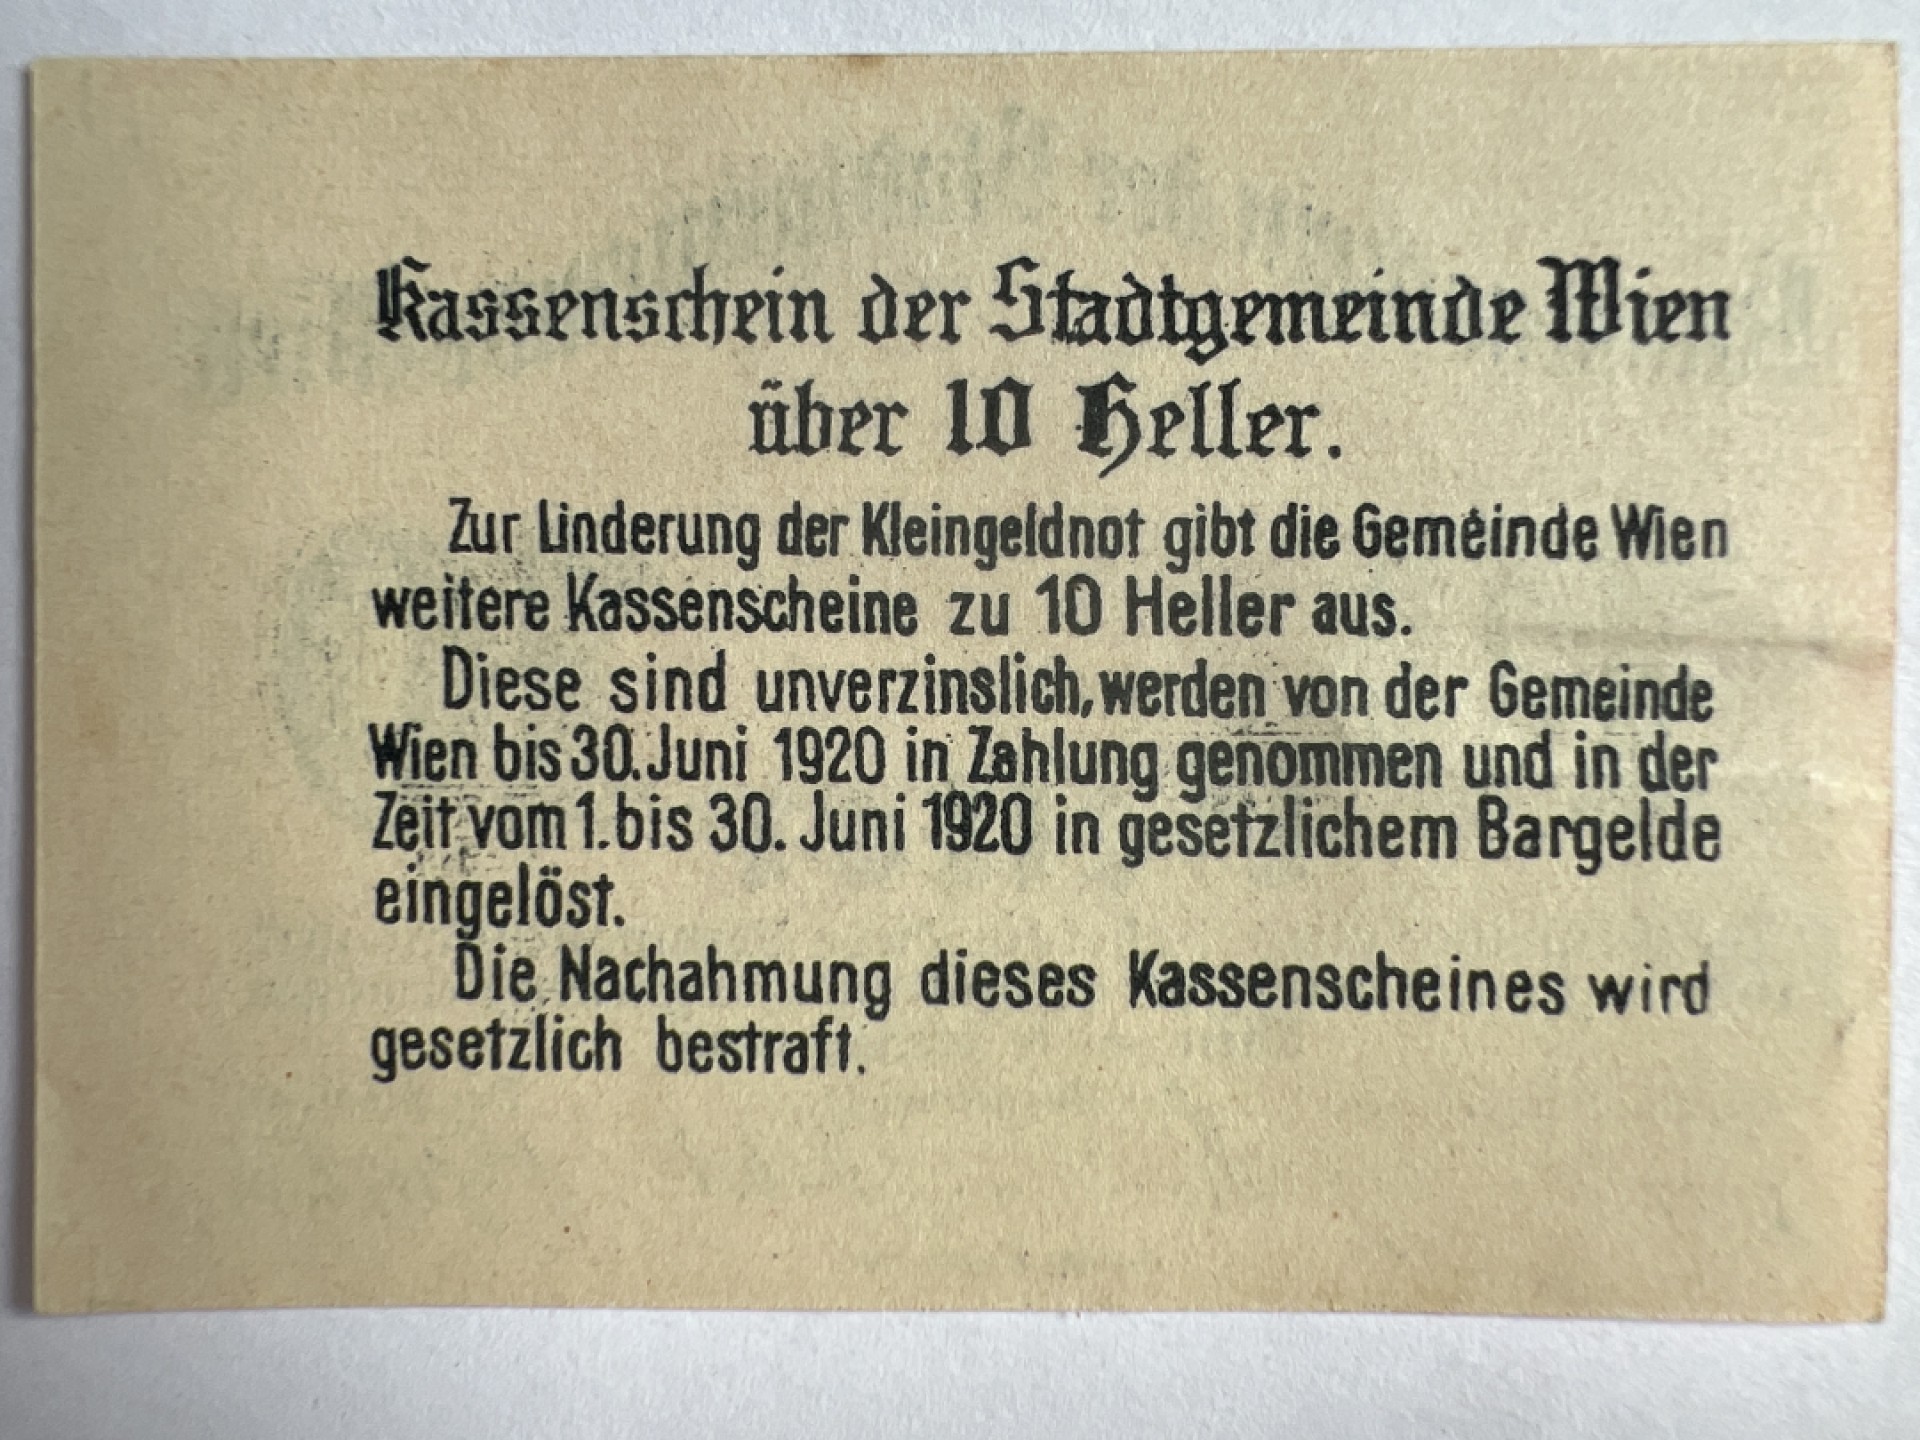 Kassenschein der Stadtgemeinde Wien
über 10 Heller.
Zur Linderung der Kleingeldnot gibt die Gemeinde Wien
weitere Kassenscheine zu 10 Heller aus.
Diese sind unverzinslich, werden von der Gemeinde
Wien bis 30. Juni 1920 in Zahlung genommen und in der
Zeit vom 1. bis 30. Juni 1920 in gesetzlichem Bargelde
eingelöst.
Die Nachahmung dieses Kassenscheines wird
gesetzlich bestraft.